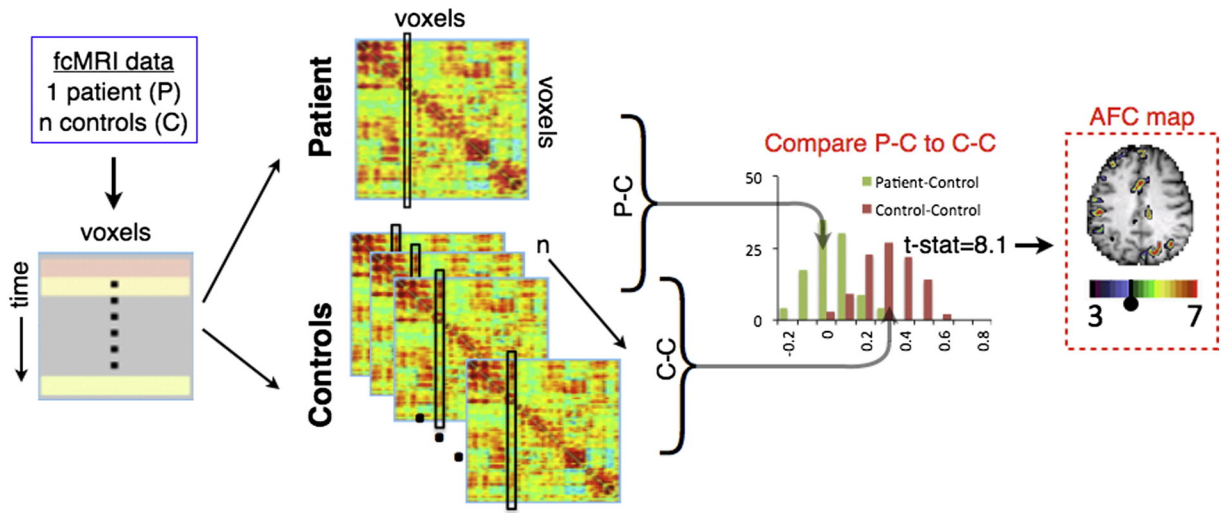 fcMRI data
1 patient (P)
n controls (C)
voxels
time
Patient
voxels
voxels
Controls
n
P-C
C-C
Compare P-C to C-C
50
25
0
Patient-Control
Control-Control
t-stat=8.1
-0.2
0
0.2
0.4
0.6
0.8
AFC map
3
7